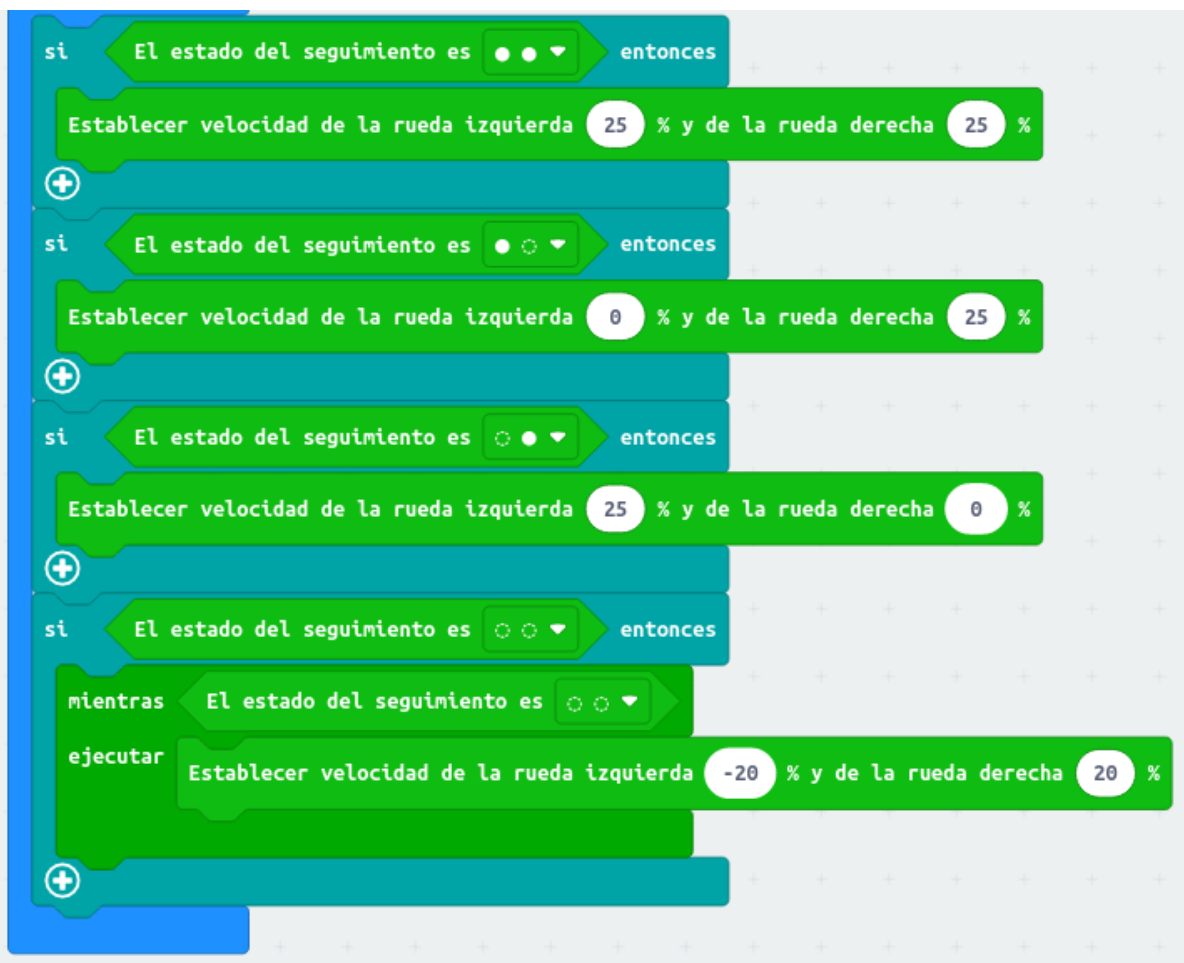 si El estado del seguimiento es ● ● entonces
Establecer velocidad de la rueda izquierda 25 % y de la rueda derecha 25 %
si El estado del seguimiento es ● ◌ entonces
Establecer velocidad de la rueda izquierda 0 % y de la rueda derecha 25 %
si El estado del seguimiento es ◌ ● entonces
Establecer velocidad de la rueda izquierda 25 % y de la rueda derecha 0 %
si El estado del seguimiento es ◌ ◌ entonces
mientras El estado del seguimiento es ◌ ◌
ejecutar
Establecer velocidad de la rueda izquierda -20 % y de la rueda derecha 20 %